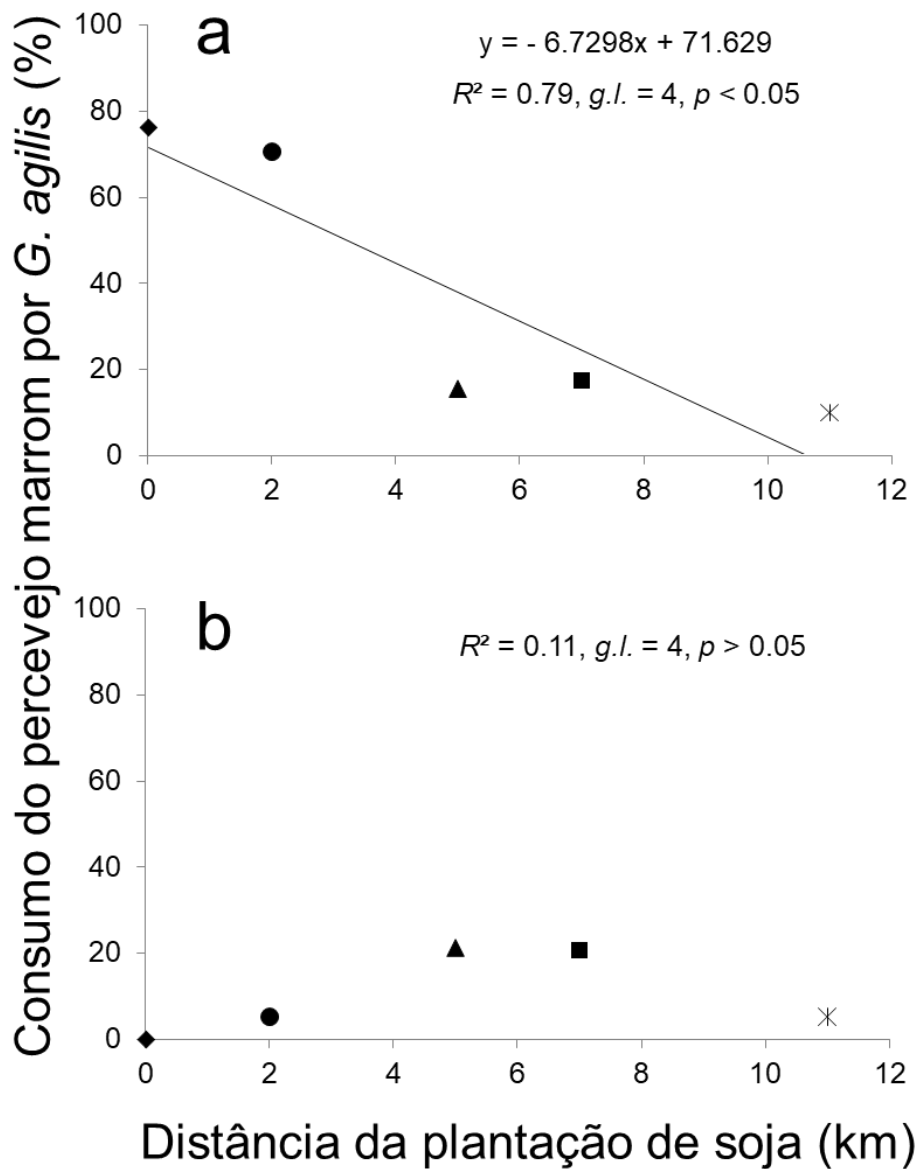 Consumo do percevejo marrom por G. agilis (%)
a
y = - 6.7298x + 71.629
R² = 0.79, g.l. = 4, p < 0.05
100
80
60
40
20
0
0 2 4 6 8 10 12
b
R² = 0.11, g.l. = 4, p > 0.05
100
80
60
40
20
0
0 2 4 6 8 10 12
Distância da plantação de soja (km)